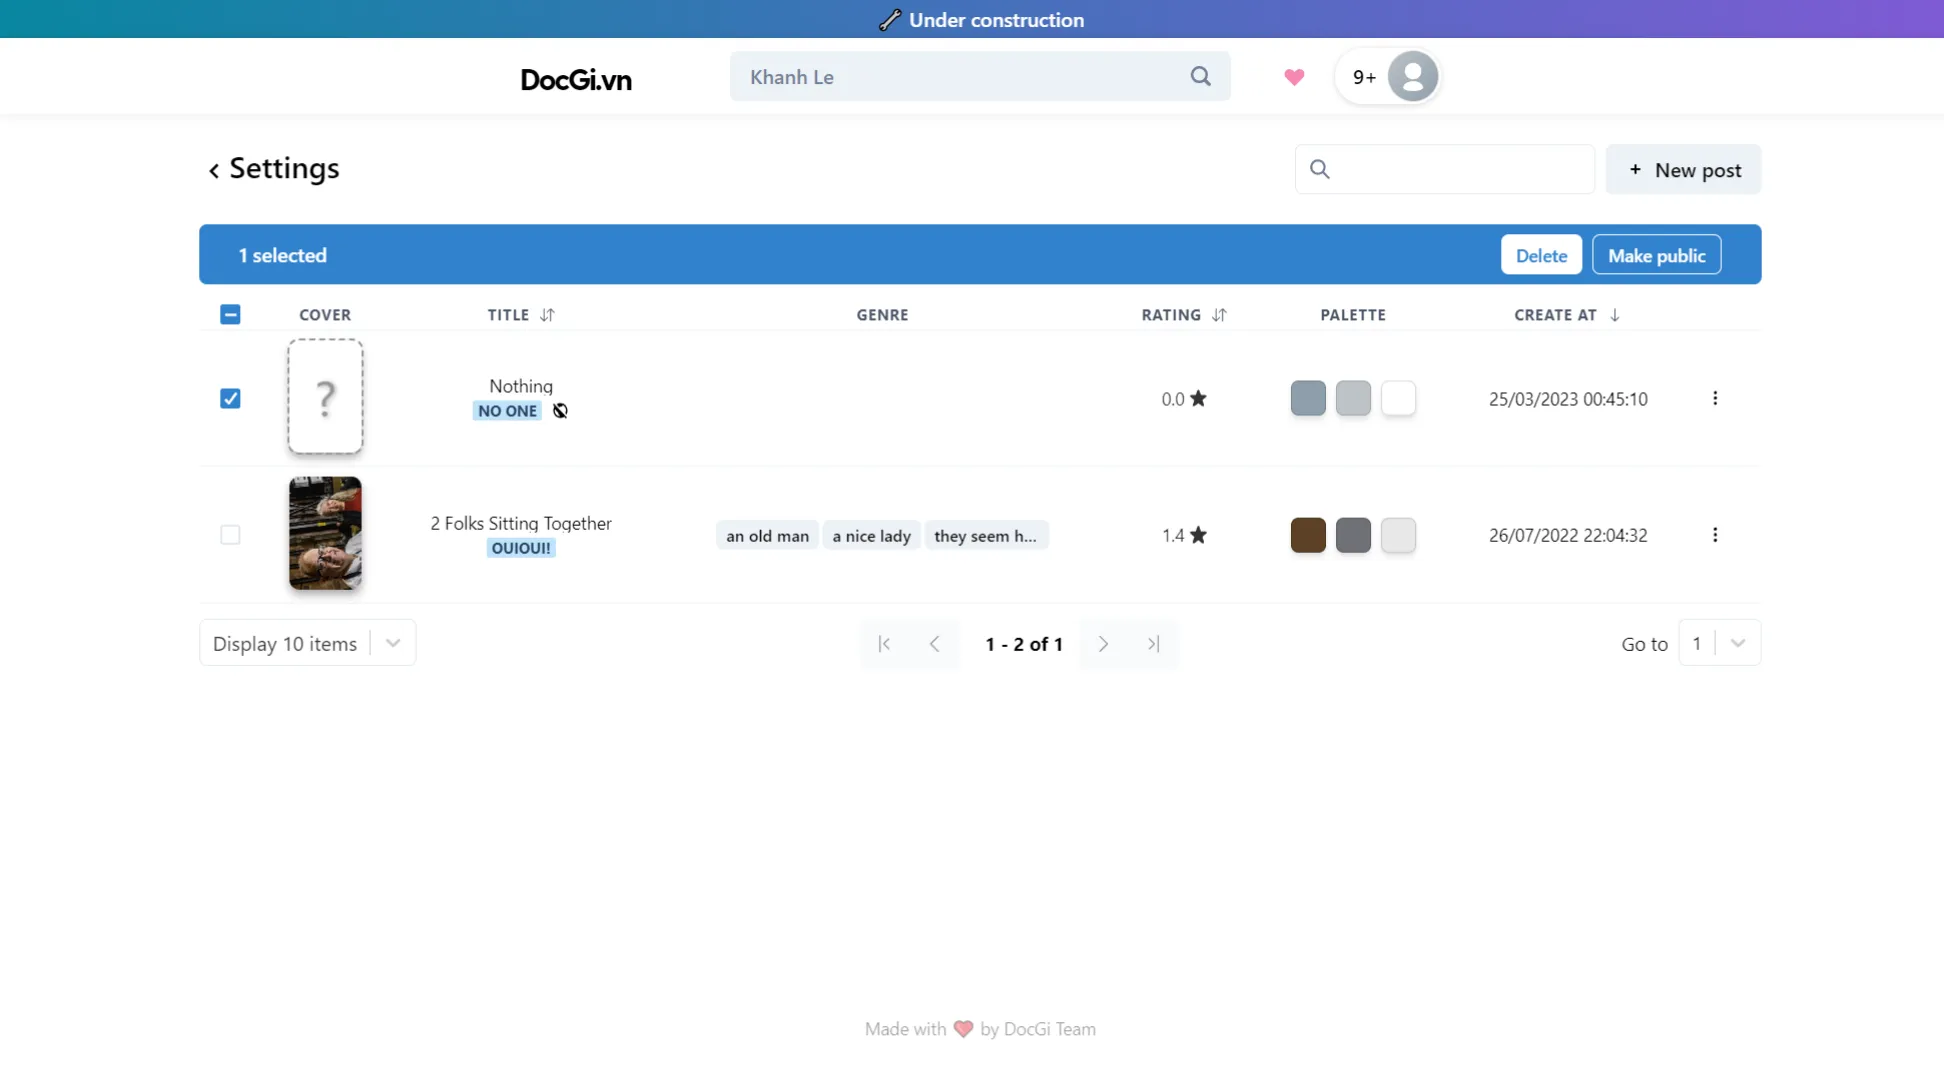 Under construction
DocGi.vn
Khanh Le
9+
Settings
+ New post
1 selected
Delete
Make public
COVER
TITLE
GENRE
RATING
PALETTE
CREATE AT
?
Nothing
NO ONE
0.0
25/03/2023 00:45:10
2 Folks Sitting Together
OUIOUI!
an old man
a nice lady
they seem h...
1.4
26/07/2022 22:04:32
Display 10 items
1 - 2 of 1
Go to
1
Made with ❤ by DocGi Team